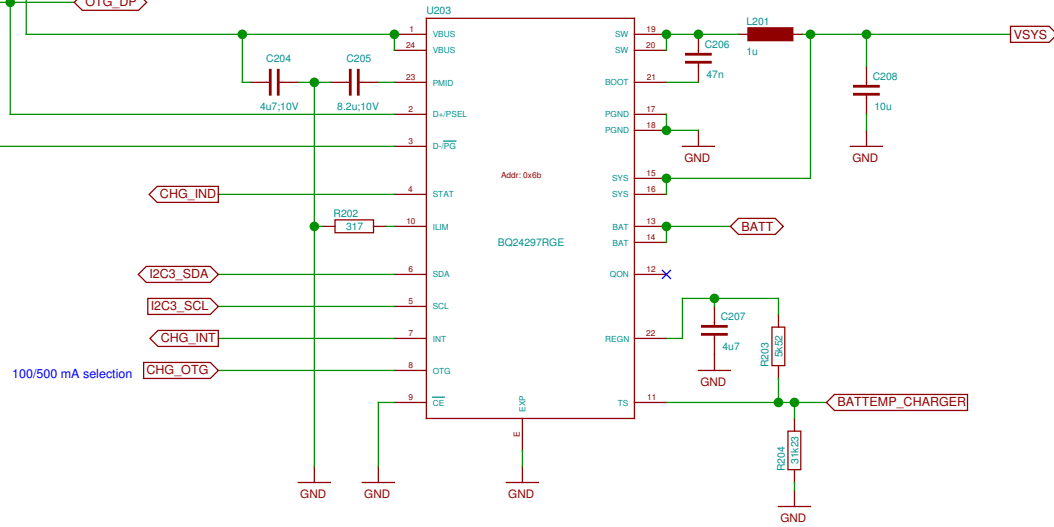 OTG_DP
U203
1 VBUS
24 VBUS
23 PMID
2 D+/PSEL
3 D-/PG
4 STAT
10 ILIM
6 SDA
5 SCL
7 INT
8 OTG
9 CE
SW 19
SW 20
BOOT 21
PGND 17
PGND 18
SYS 15
SYS 16
BAT 13
BAT 14
QON 12
REGN 22
TS 11
EXP
E
Addr: 0x6b
BQ24297RGE
C204
4u7;10V
C205
8.2u;10V
CHG_IND
R202
317
I2C3_SDA
I2C3_SCL
CHG_INT
100/500 mA selection
CHG_OTG
GND
GND
GND
L201
1u
VSYS
C206
47n
C208
10u
GND
GND
BATT
C207
4u7
GND
R203
5k52
BATTEMP_CHARGER
R204
31k23
GND